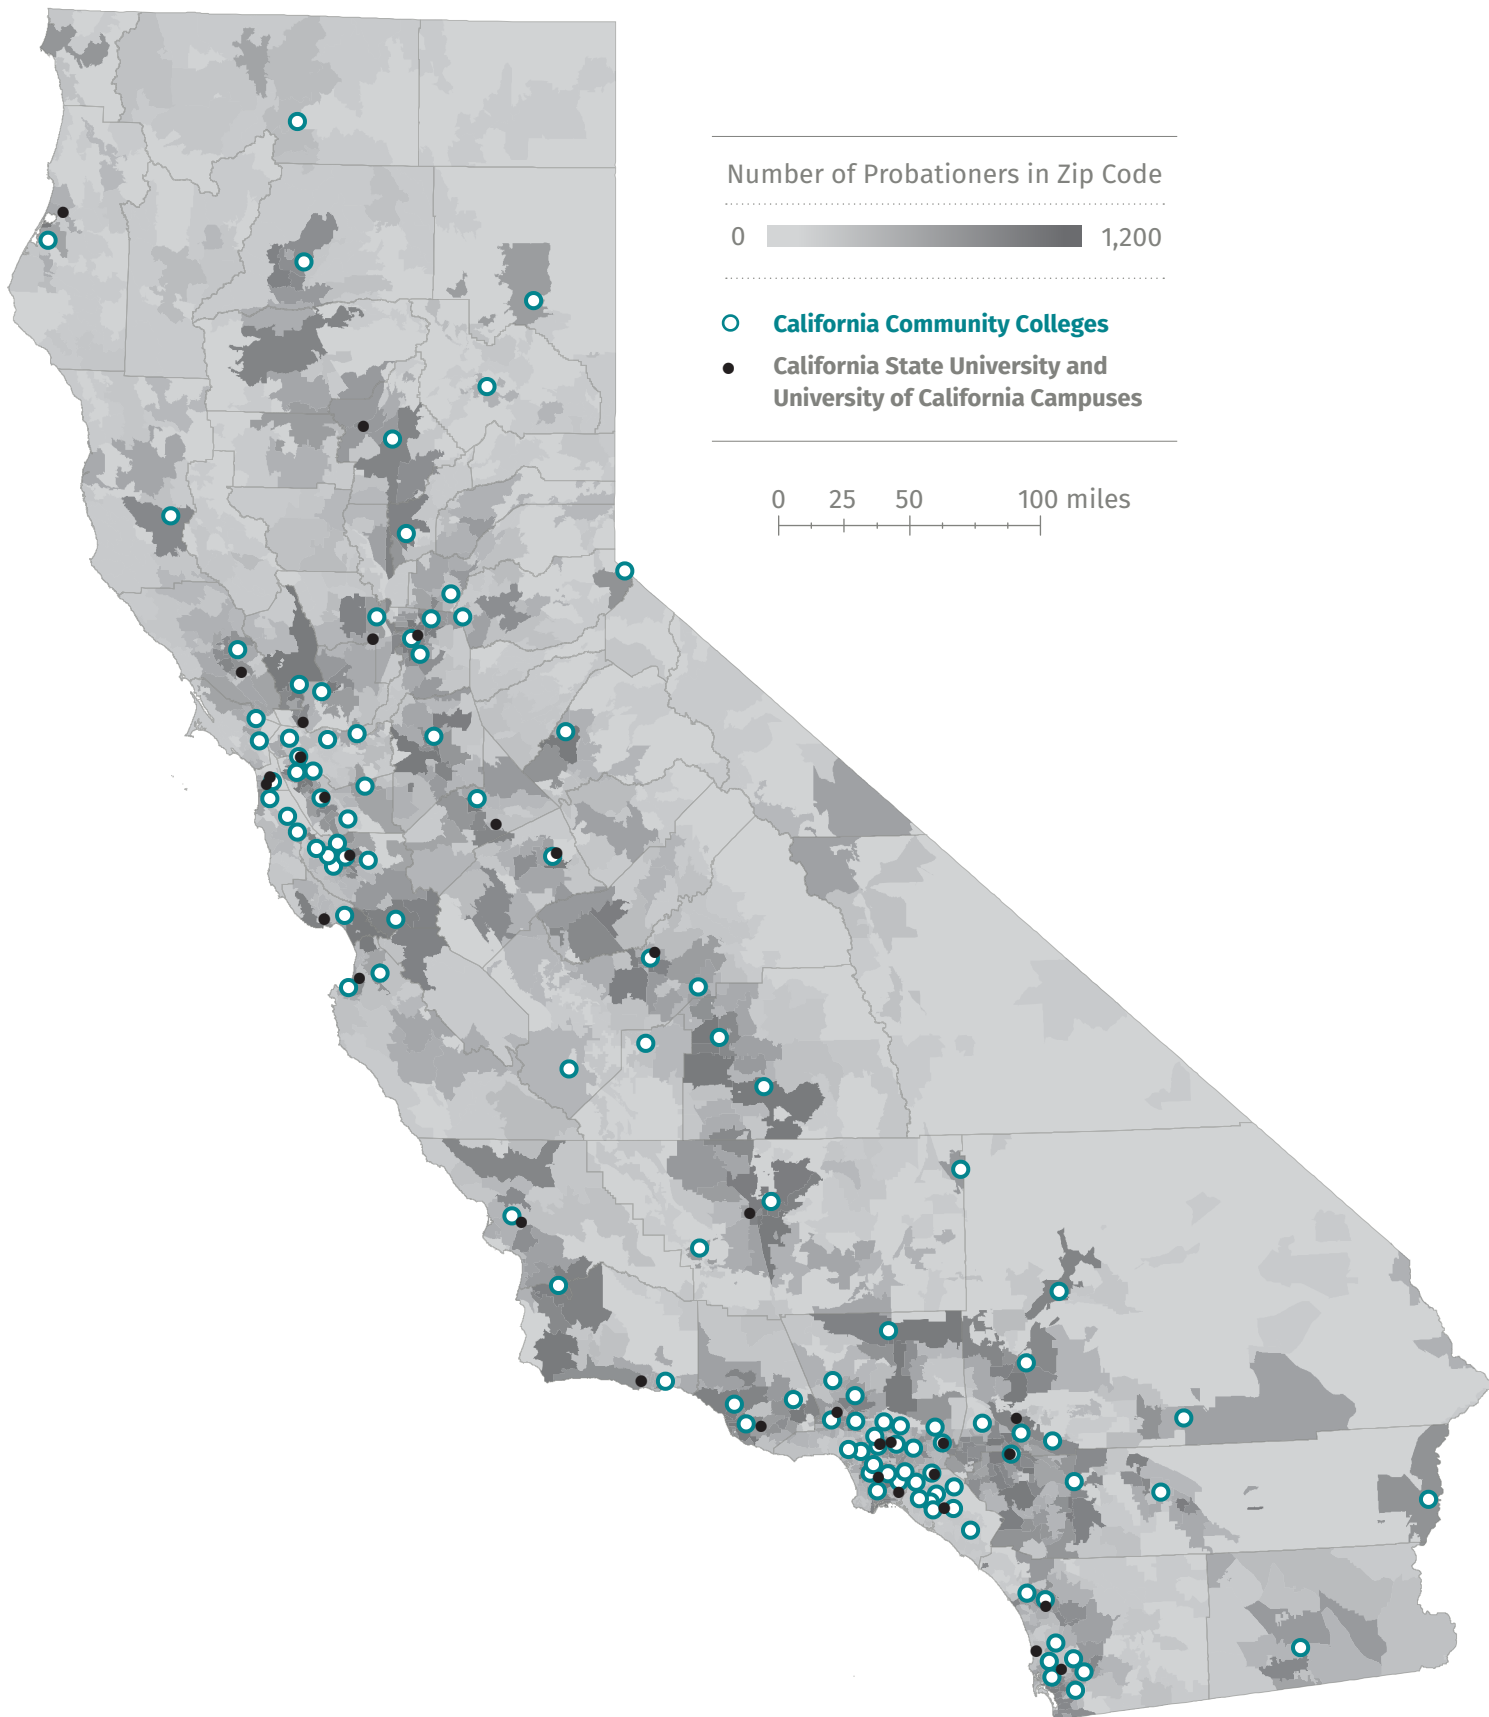 Number of Probationers in Zip Code
0 1,200
California Community Colleges
California State University and
University of California Campuses
0 25 50 100 miles